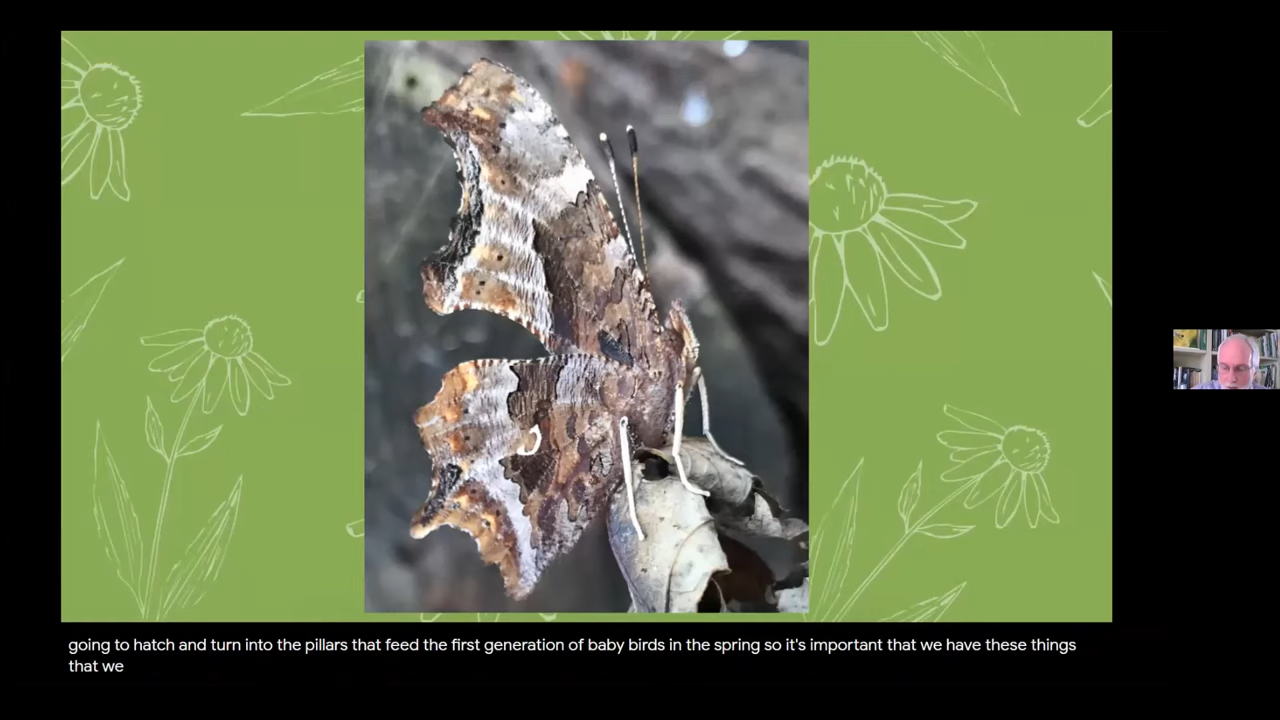 going to hatch and turn into the pillars that feed the first generation of baby birds in the spring so it's important that we have these things
that we